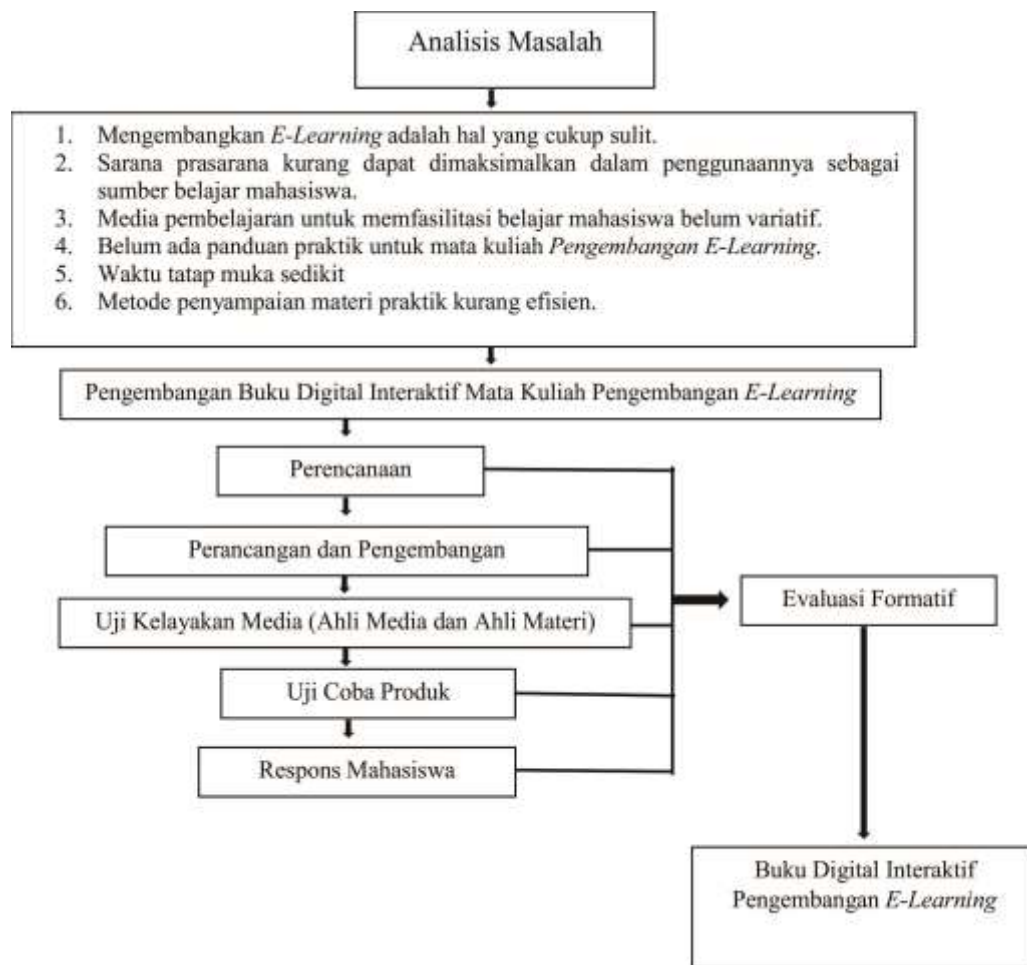 Analisis Masalah
1. Mengembangkan E-Learning adalah hal yang cukup sulit.
2. Sarana prasarana kurang dapat dimaksimalkan dalam penggunaannya sebagai
sumber belajar mahasiswa.
3. Media pembelajaran untuk memfasilitasi belajar mahasiswa belum variatif.
4. Belum ada panduan praktik untuk mata kuliah Pengembangan E-Learning.
5. Waktu tatap muka sedikit
6. Metode penyampaian materi praktik kurang efisien.
Pengembangan Buku Digital Interaktif Mata Kuliah Pengembangan E-Learning
Perencanaan
Perancangan dan Pengembangan
Uji Kelayakan Media (Ahli Media dan Ahli Materi)
Uji Coba Produk
Respons Mahasiswa
Evaluasi Formatif
Buku Digital Interaktif
Pengembangan E-Learning